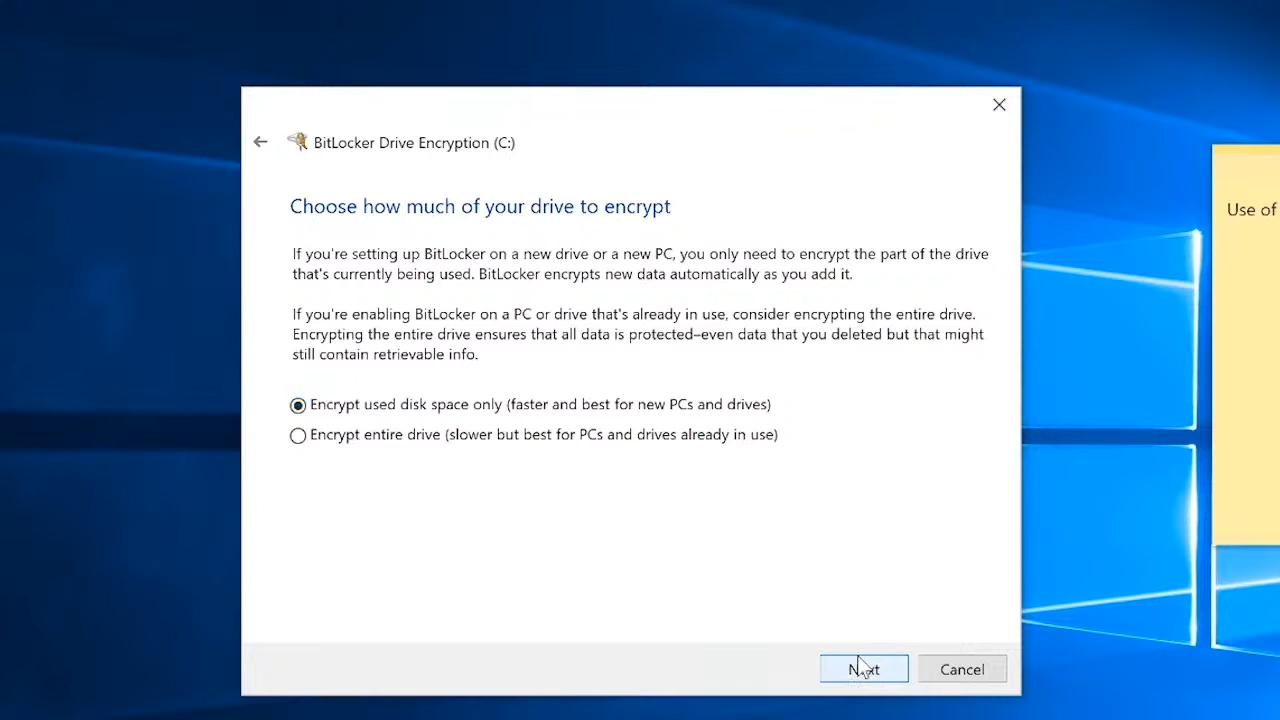 BitLocker Drive Encryption (C:)
Choose how much of your drive to encrypt
If you're setting up BitLocker on a new drive or a new PC, you only need to encrypt the part of the drive
that's currently being used. BitLocker encrypts new data automatically as you add it.
If you're enabling BitLocker on a PC or drive that's already in use, consider encrypting the entire drive.
Encrypting the entire drive ensures that all data is protected–even data that you deleted but that might
still contain retrievable info.
Encrypt used disk space only (faster and best for new PCs and drives)
Encrypt entire drive (slower but best for PCs and drives already in use)
Use of
Next
Cancel